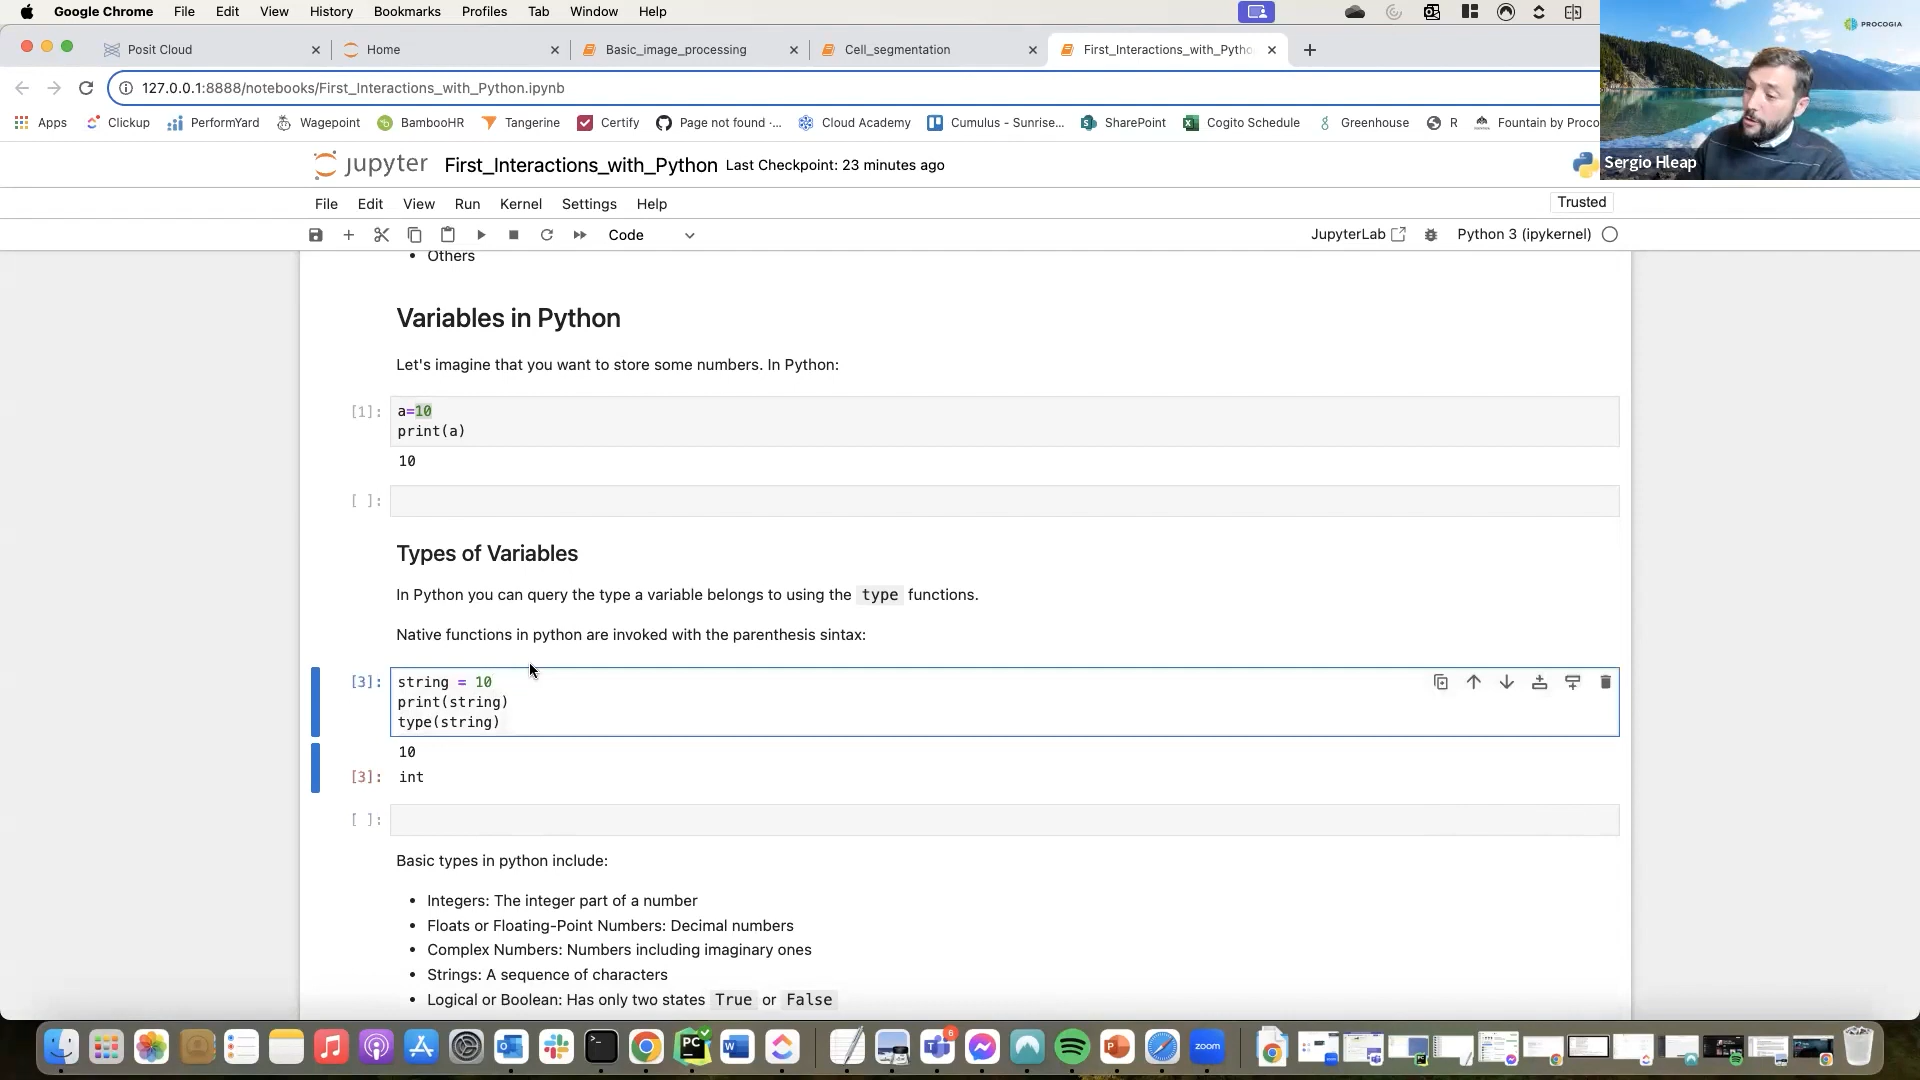 Google Chrome File Edit View History Bookmarks Profiles Tab Window Help
PROCOGIA
Posit Cloud Home Basic_image_processing Cell_segmentation First_Interactions_with_Pytho
127.0.0.1:8888/notebooks/First_Interactions_with_Python.ipynb
Apps Clickup PerformYard Wagepoint BambooHR Tangerine Certify Page not found ·... Cloud Academy Cumulus - Sunrise... SharePoint Cogito Schedule Greenhouse R Fountain by Proco
Sergio Hleap
jupyter First_Interactions_with_Python Last Checkpoint: 23 minutes ago
File Edit View Run Kernel Settings Help
Trusted
Code JupyterLab Python 3 (ipykernel)
• Others
Variables in Python
Let's imagine that you want to store some numbers. In Python:
[1]: a=10
print(a)
10
[ ]:
Types of Variables
In Python you can query the type a variable belongs to using the type functions.
Native functions in python are invoked with the parenthesis sintax:
[3]: string = 10
print(string)
type(string)
10
[3]: int
[ ]:
Basic types in python include:
• Integers: The integer part of a number
• Floats or Floating-Point Numbers: Decimal numbers
• Complex Numbers: Numbers including imaginary ones
• Strings: A sequence of characters
• Logical or Boolean: Has only two states True or False
PC W 6 P zoom